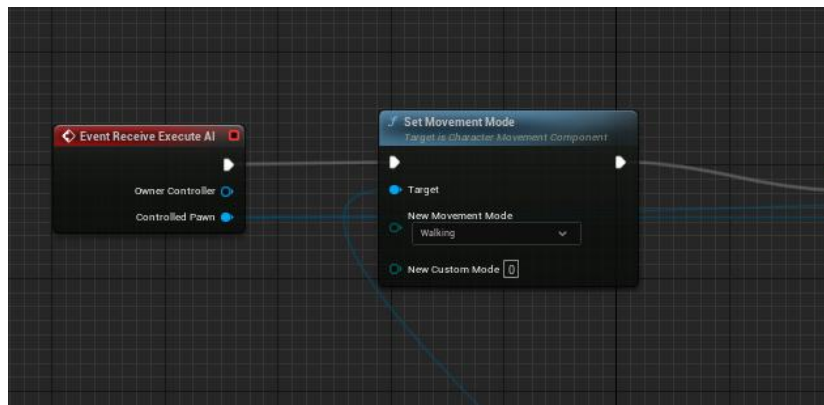 Event Receive Execute AI
Owner Controller
Controlled Pawn
f Set Movement Mode
Target is Character Movement Component
Target
New Movement Mode
Walking
New Custom Mode 0